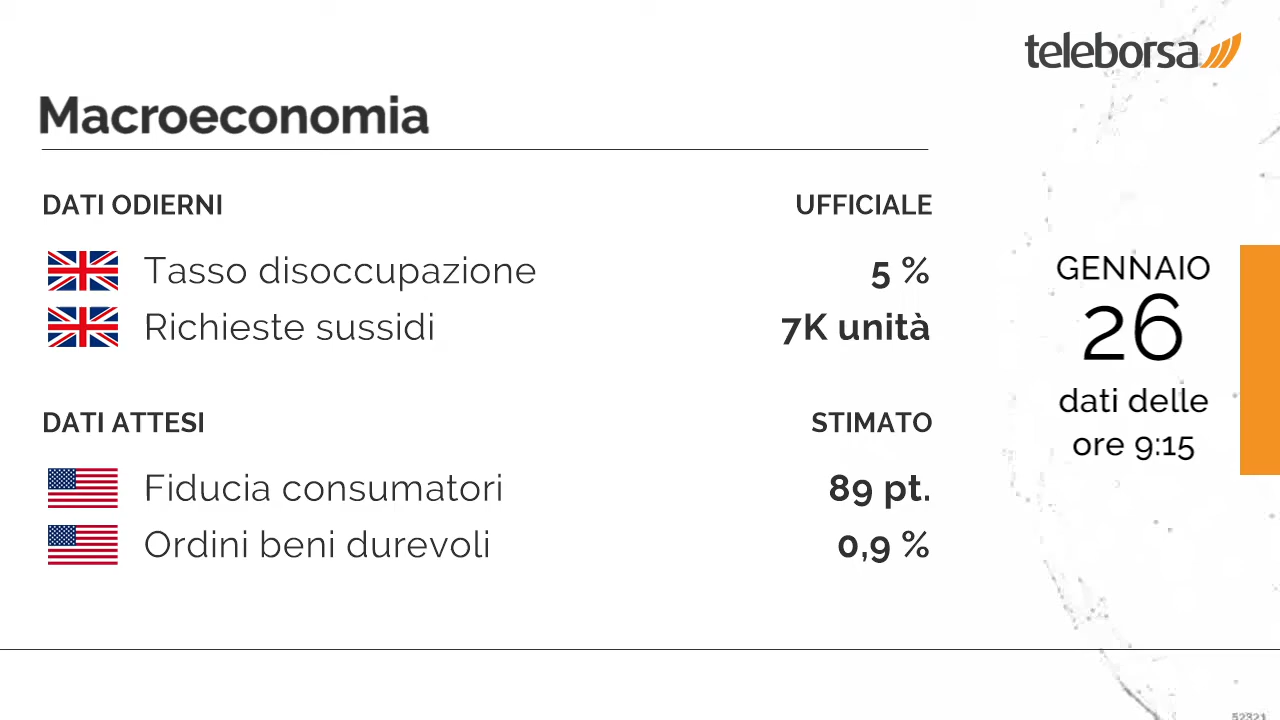 teleborsa
Macroeconomia
DATI ODIERNI UFFICIALE
Tasso disoccupazione 5 %
Richieste sussidi 7K unità
DATI ATTESI STIMATO
Fiducia consumatori 89 pt.
Ordini beni durevoli 0,9 %
GENNAIO
26
dati delle
ore 9:15